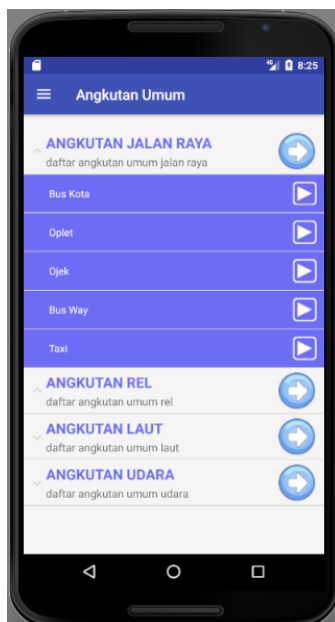 4G 8:25
Angkutan Umum
ANGKUTAN JALAN RAYA
daftar angkutan umum jalan raya
Bus Kota
Oplet
Ojek
Bus Way
Taxi
ANGKUTAN REL
daftar angkutan umum rel
ANGKUTAN LAUT
daftar angkutan umum laut
ANGKUTAN UDARA
daftar angkutan umum udara